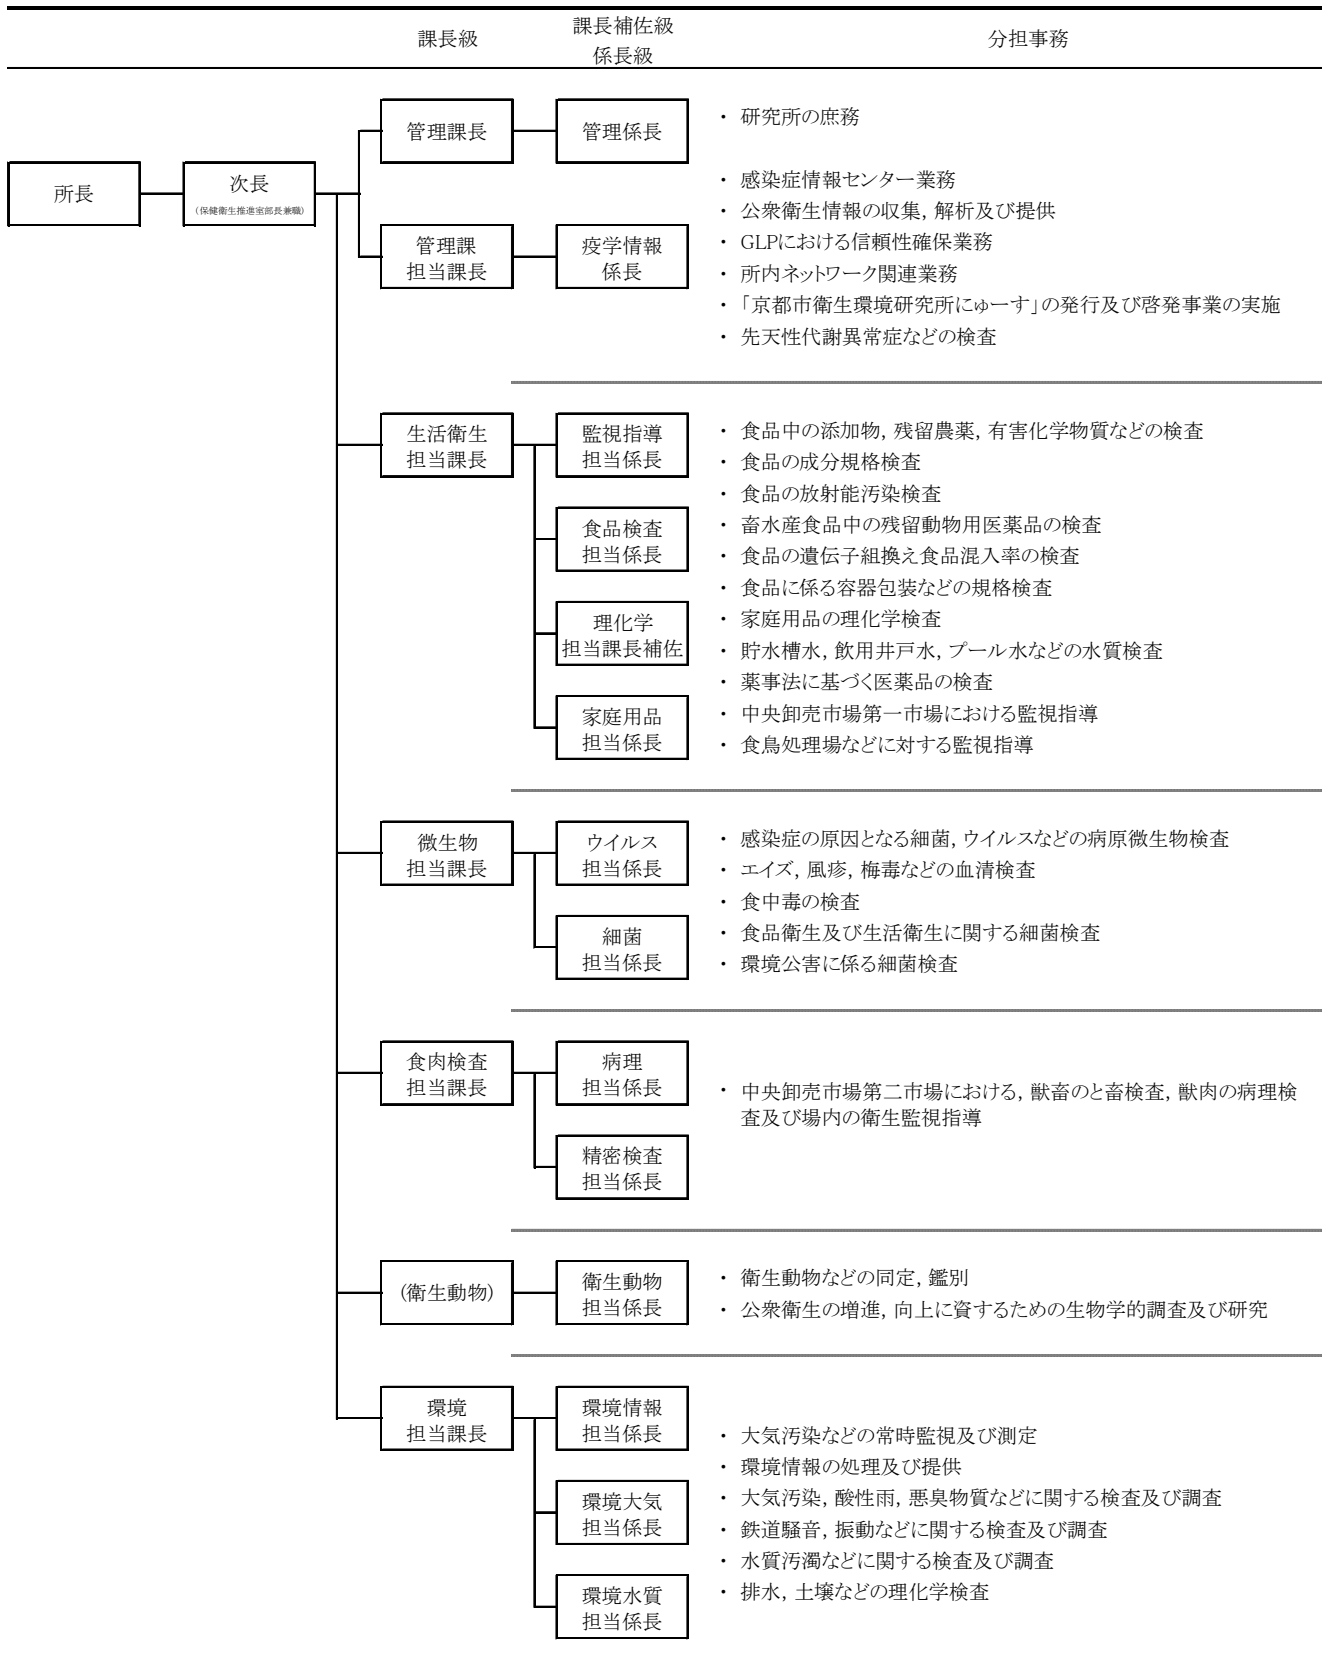 課長級
課長補佐級
係長級
分担事務
所長
次長
(保健衛生推進室部長兼職)
管理課長
管理係長
・ 研究所の庶務
管理課
担当課長
疫学情報
係長
・ 感染症情報センター業務
・ 公衆衛生情報の収集, 解析及び提供
・ GLPにおける信頼性確保業務
・ 所内ネットワーク関連業務
・ 「京都市衛生環境研究所にゅーす」の発行及び啓発事業の実施
・ 先天性代謝異常症などの検査
生活衛生
担当課長
監視指導
担当係長
食品検査
担当係長
理化学
担当課長補佐
家庭用品
担当係長
・ 食品中の添加物, 残留農薬, 有害化学物質などの検査
・ 食品の成分規格検査
・ 食品の放射能汚染検査
・ 畜水産食品中の残留動物用医薬品の検査
・ 食品の遺伝子組換え食品混入率の検査
・ 食品に係る容器包装などの規格検査
・ 家庭用品の理化学検査
・ 貯水槽水, 飲用井戸水, プール水などの水質検査
・ 薬事法に基づく医薬品の検査
・ 中央卸売市場第一市場における監視指導
・ 食鳥処理場などに対する監視指導
微生物
担当課長
ウイルス
担当係長
細菌
担当係長
・ 感染症の原因となる細菌, ウイルスなどの病原微生物検査
・ エイズ, 風疹, 梅毒などの血清検査
・ 食中毒の検査
・ 食品衛生及び生活衛生に関する細菌検査
・ 環境公害に係る細菌検査
食肉検査
担当課長
病理
担当係長
精密検査
担当係長
・ 中央卸売市場第二市場における, 獣畜のと畜検査, 獣肉の病理検
査及び場内の衛生監視指導
(衛生動物)
衛生動物
担当係長
・ 衛生動物などの同定, 鑑別
・ 公衆衛生の増進, 向上に資するための生物学的調査及び研究
環境
担当課長
環境情報
担当係長
環境大気
担当係長
環境水質
担当係長
・ 大気汚染などの常時監視及び測定
・ 環境情報の処理及び提供
・ 大気汚染, 酸性雨, 悪臭物質などに関する検査及び調査
・ 鉄道騒音, 振動などに関する検査及び調査
・ 水質汚濁などに関する検査及び調査
・ 排水, 土壌などの理化学検査